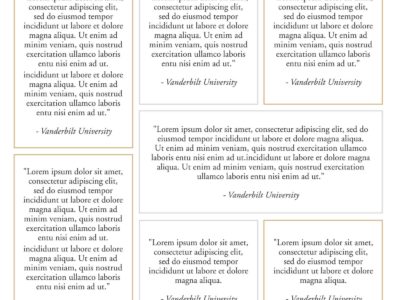 consectetur adipiscing elit,
sed do eiusmod tempor
incididunt ut labore et dolore
magna aliqua. Ut enim ad
minim veniam, quis nostrud
exercitation ullamco laboris
entu nisi enim ad ut.
incididunt ut labore et dolore
magna aliqua. Ut enim ad
minim veniam, quis nostrud
exercitation ullamco laboris
entu nisi enim ad ut."
- Vanderbilt University
consectetur adipiscing elit,
sed do eiusmod tempor
incididunt ut labore et dolore
magna aliqua. Ut enim ad
minim veniam, quis nostrud
exercitation ullamco laboris
entu nisi enim ad ut."
- Vanderbilt University
consectetur adipiscing elit,
sed do eiusmod tempor
incididunt ut labore et dolore
magna aliqua. Ut enim ad
minim veniam, quis nostrud
exercitation ullamco laboris
entu nisi enim ad ut."
- Vanderbilt University
"Lorem ipsum dolor sit amet, consectetur adipiscing elit,
sed do eiusmod tempor incididunt ut labore et dolore
magna aliqua. Ut enim ad minim veniam, quis nostrud
exercitation ullamco laboris entu nisi enim ad ut.
Ut enim ad minim veniam, quis nostrud exercitation ullamco
laboris entu nisi enim ad ut.incididunt ut labore et dolore
magna aliqua."
- Vanderbilt University
"Lorem ipsum dolor sit amet,
consectetur adipiscing elit,
sed do eiusmod tempor
incididunt ut labore et dolore
magna aliqua. Ut enim ad
minim veniam, quis nostrud
exercitation ullamco laboris
entu nisi enim ad ut.
incididunt ut labore et dolore
magna aliqua. Ut enim ad
minim veniam, quis nostrud
exercitation ullamco laboris
entu nisi enim ad ut."
"Lorem ipsum dolor sit amet,
consectetur adipiscing elit,
sed do eiusmod tempor
incididunt ut labore et dolore
magna aliqua. Ut enim ad
"Lorem ipsum dolor sit amet,
consectetur adipiscing elit,
sed do eiusmod tempor
incididunt ut labore et dolore
magna aliqua. Ut enim ad